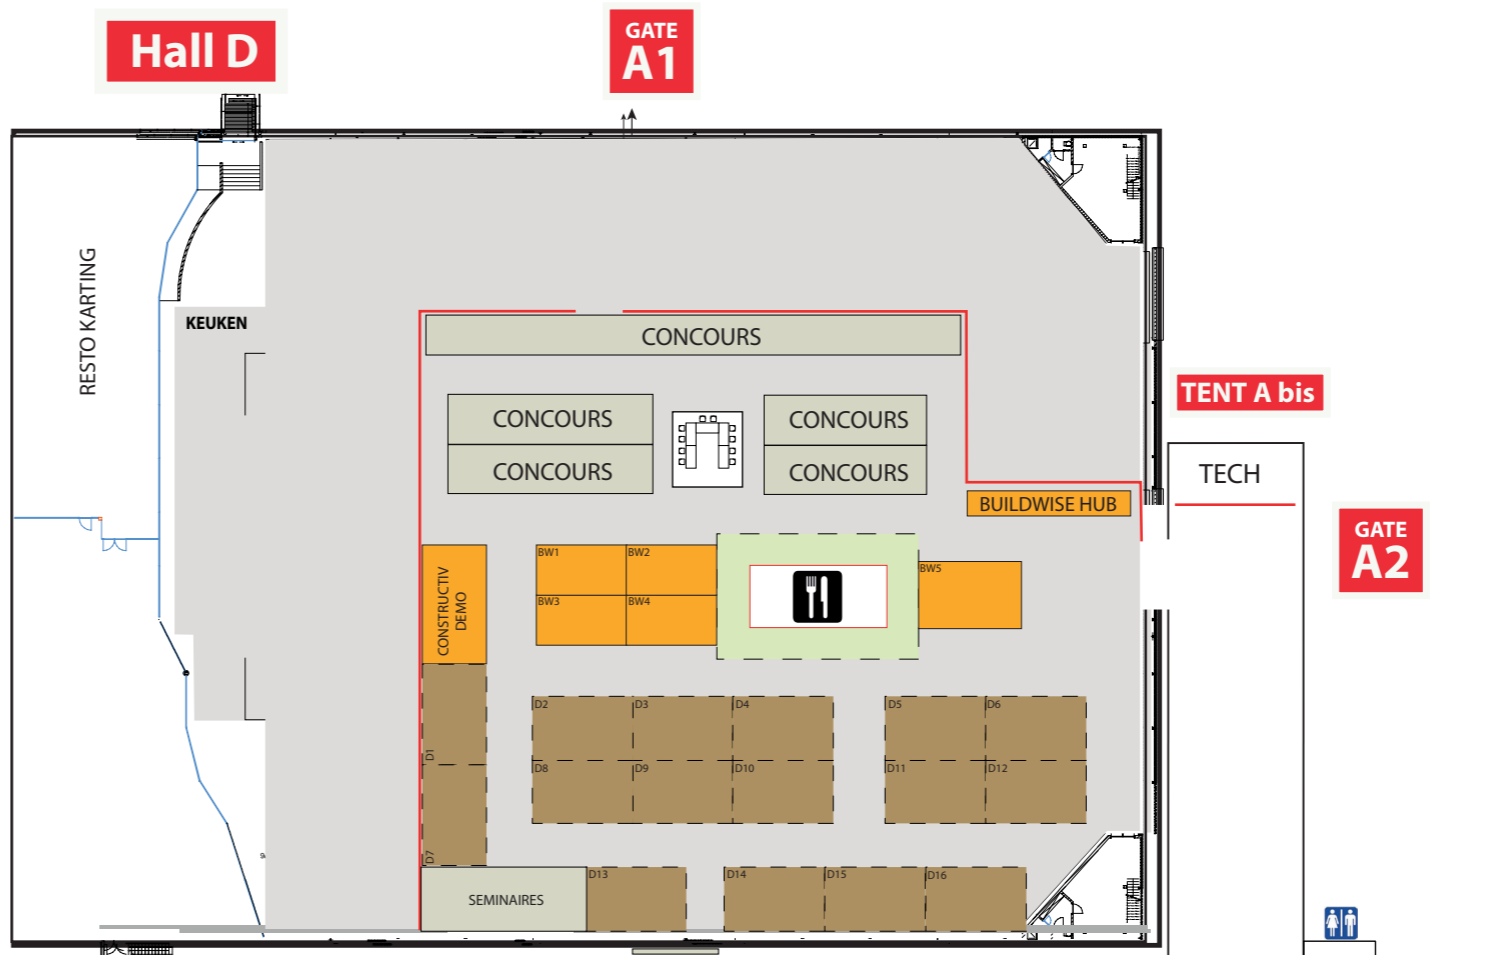 Hall D
GATE
A1
RESTO KARTING
KEUKEN
CONCOURS
CONCOURS
CONCOURS
CONCOURS
CONCOURS
TENT A bis
TECH
BUILDWISE HUB
GATE
A2
CONSTRUCTIV
DEMO
BW1
BW2
BW3
BW4
BW5
D1
D2
D3
D4
D5
D6
D7
D8
D9
D10
D11
D12
SEMINAIRES
D13
D14
D15
D16